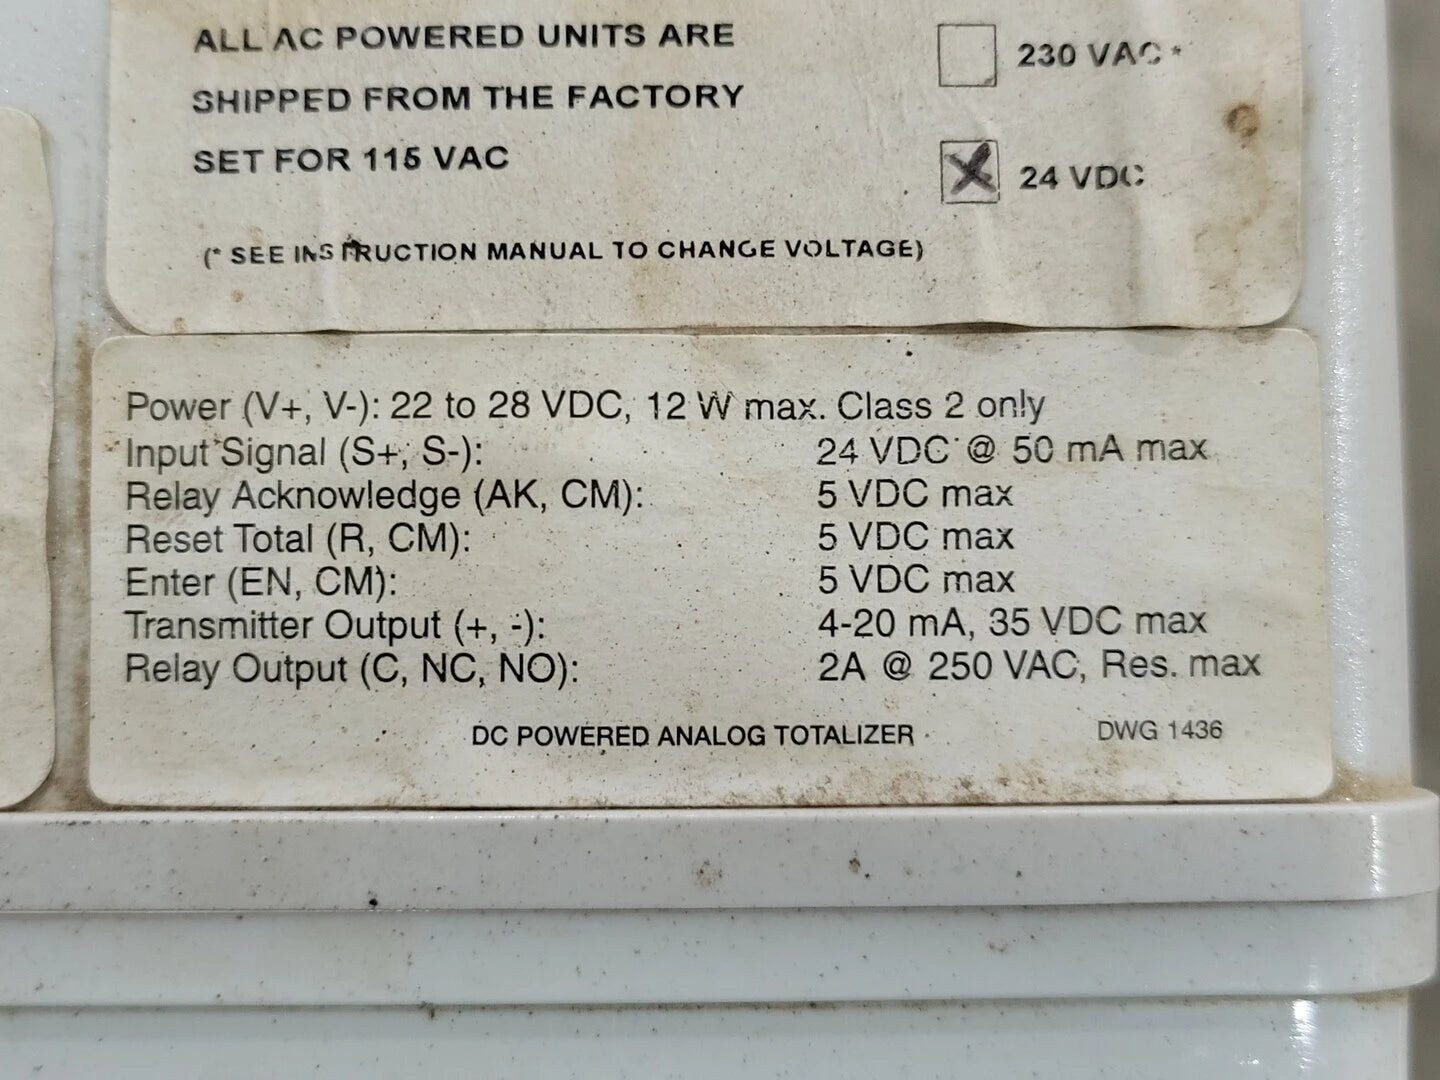 ALL AC POWERED UNITS ARE
SHIPPED FROM THE FACTORY
SET FOR 115 VAC
230 VAC*
24 VDC
(* SEE INSTRUCTION MANUAL TO CHANGE VOLTAGE)
Power (V+, V-): 22 to 28 VDC, 12 W max. Class 2 only
Input Signal (S+, S-): 24 VDC @ 50 mA max
Relay Acknowledge (AK, CM): 5 VDC max
Reset Total (R, CM): 5 VDC max
Enter (EN, CM): 5 VDC max
Transmitter Output (+, -): 4-20 mA, 35 VDC max
Relay Output (C, NC, NO): 2A @ 250 VAC, Res. max
DC POWERED ANALOG TOTALIZER DWG 1436